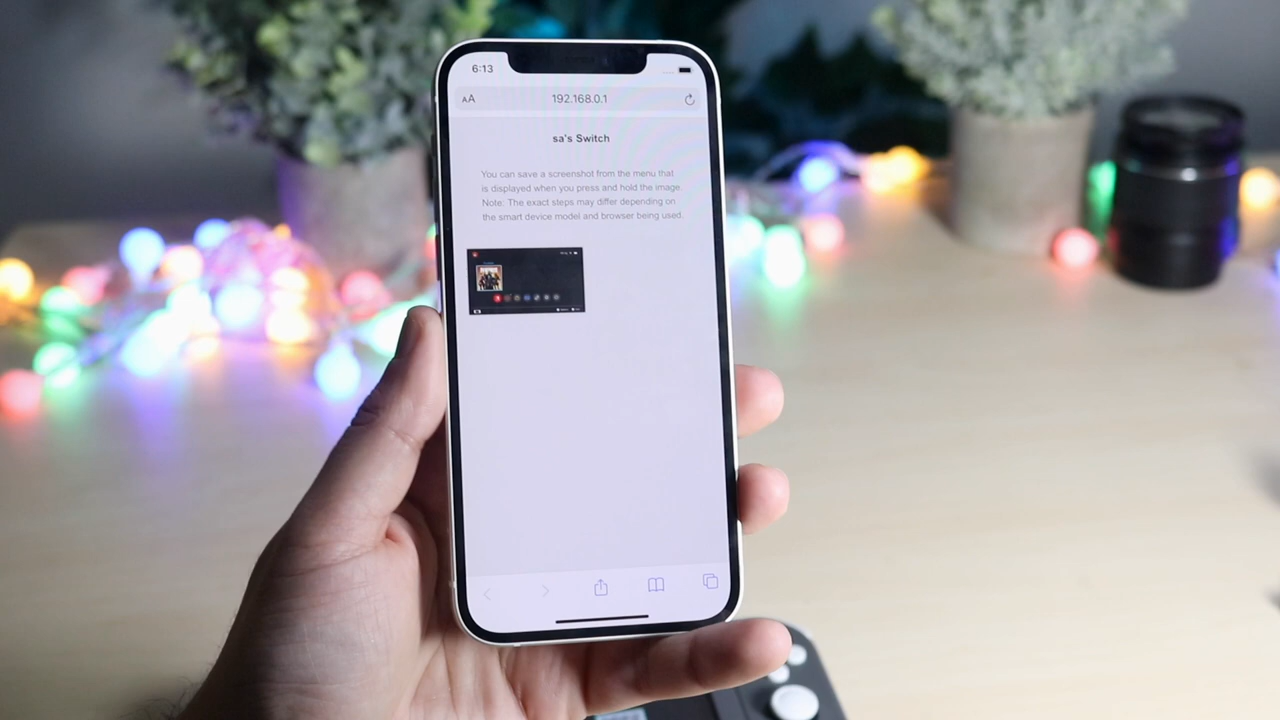 6:13
AA 192.168.0.1
sa's Switch
You can save a screenshot from the menu that
is displayed when you press and hold the image.
Note. The exact steps may differ depending on
the smart device model and browser being used.